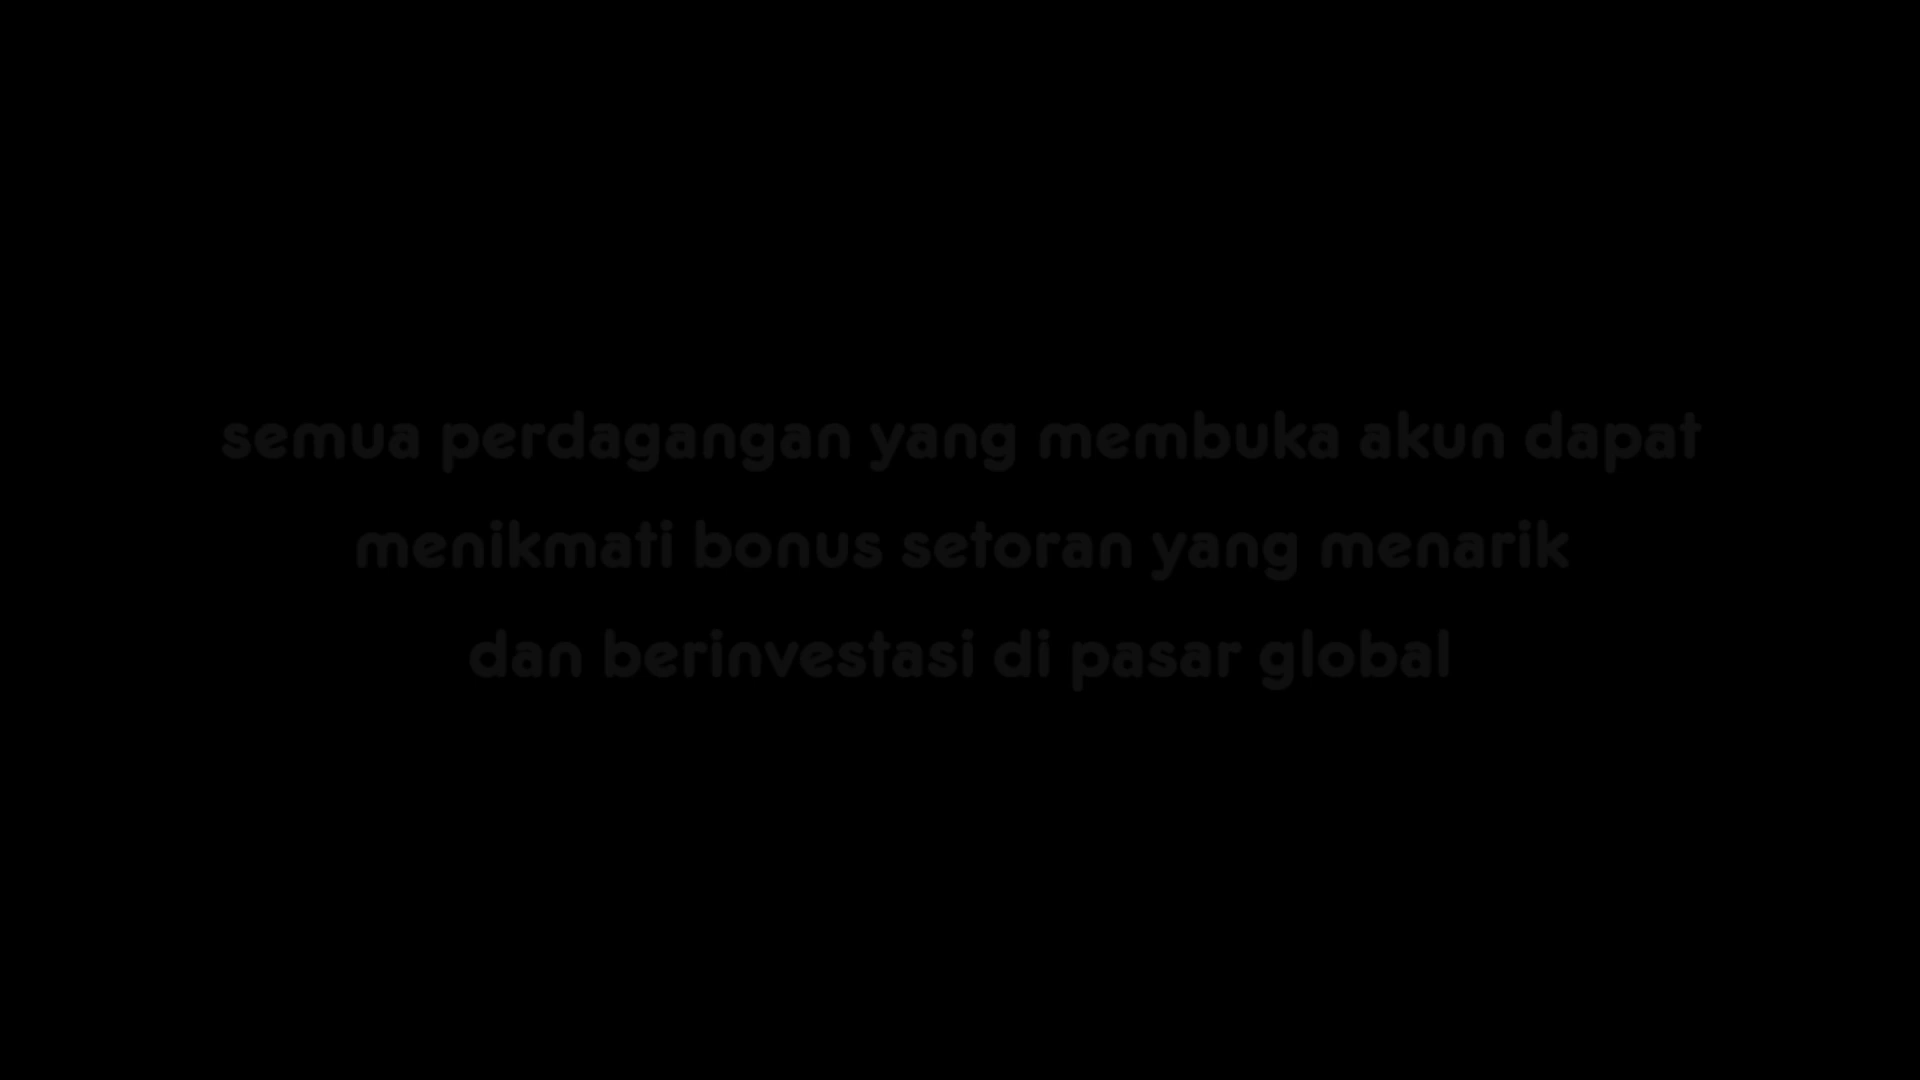 semua perdagangan yang membuka akun dapat
menikmati bonus setoran yang menarik
dan berinvestasi di pasar global